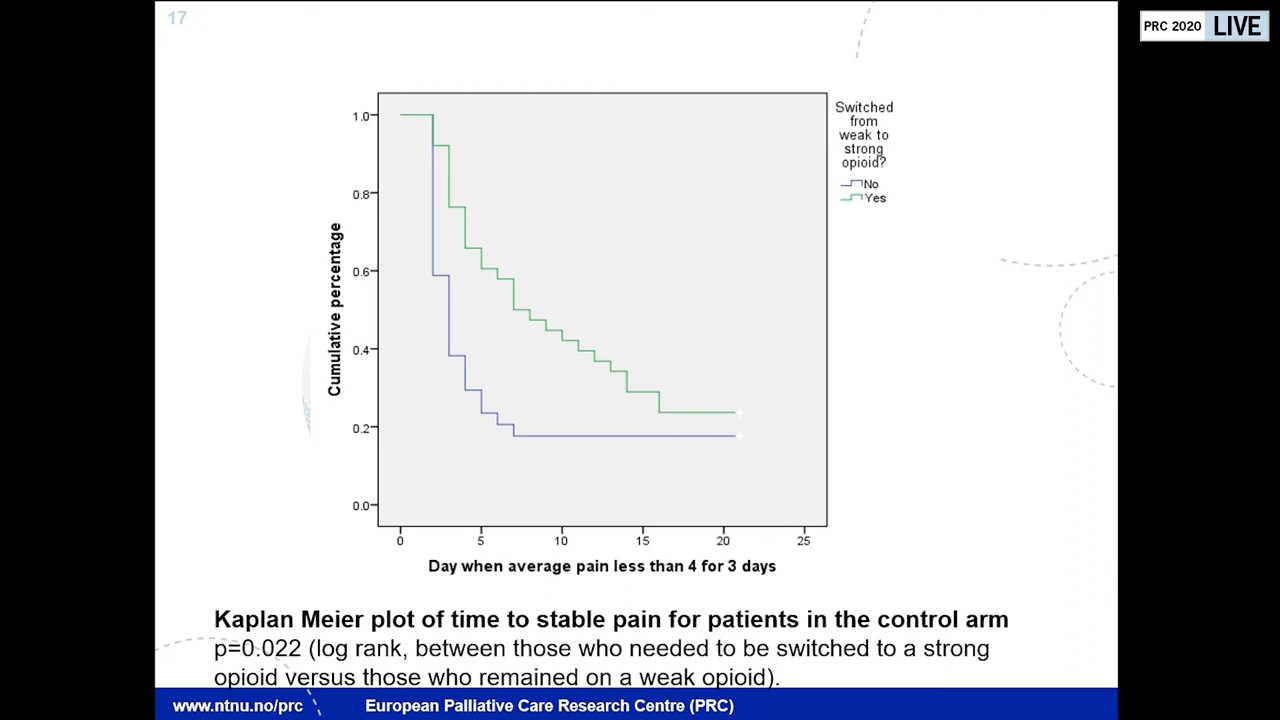 17
PRC 2020 LIVE
Switched
from
weak to
strong
opioid?
No
Yes
1.0
0.8
0.6
0.4
0.2
0.0
Cumulative percentage
0 5 10 15 20 25
Day when average pain less than 4 for 3 days
Kaplan Meier plot of time to stable pain for patients in the control arm
p=0.022 (log rank, between those who needed to be switched to a strong
opioid versus those who remained on a weak opioid).
www.ntnu.no/prc European Palliative Care Research Centre (PRC)